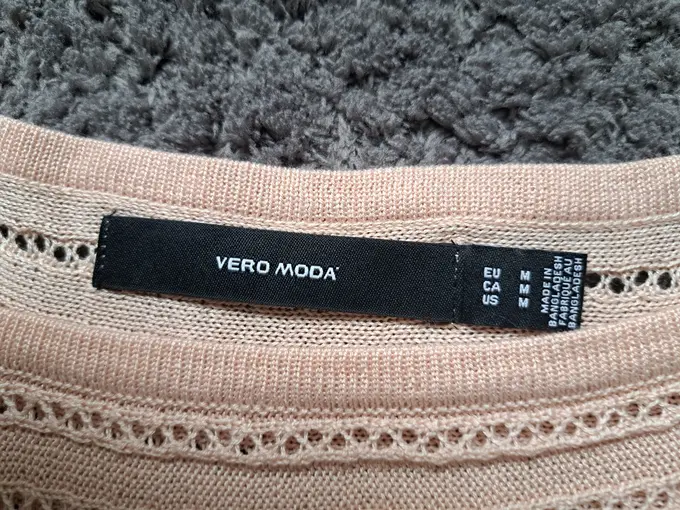 VERO MODA
EU M
CA M
US M
MADE IN
BANGLADESH
FABRIQUÉ AU
BANGLADESH